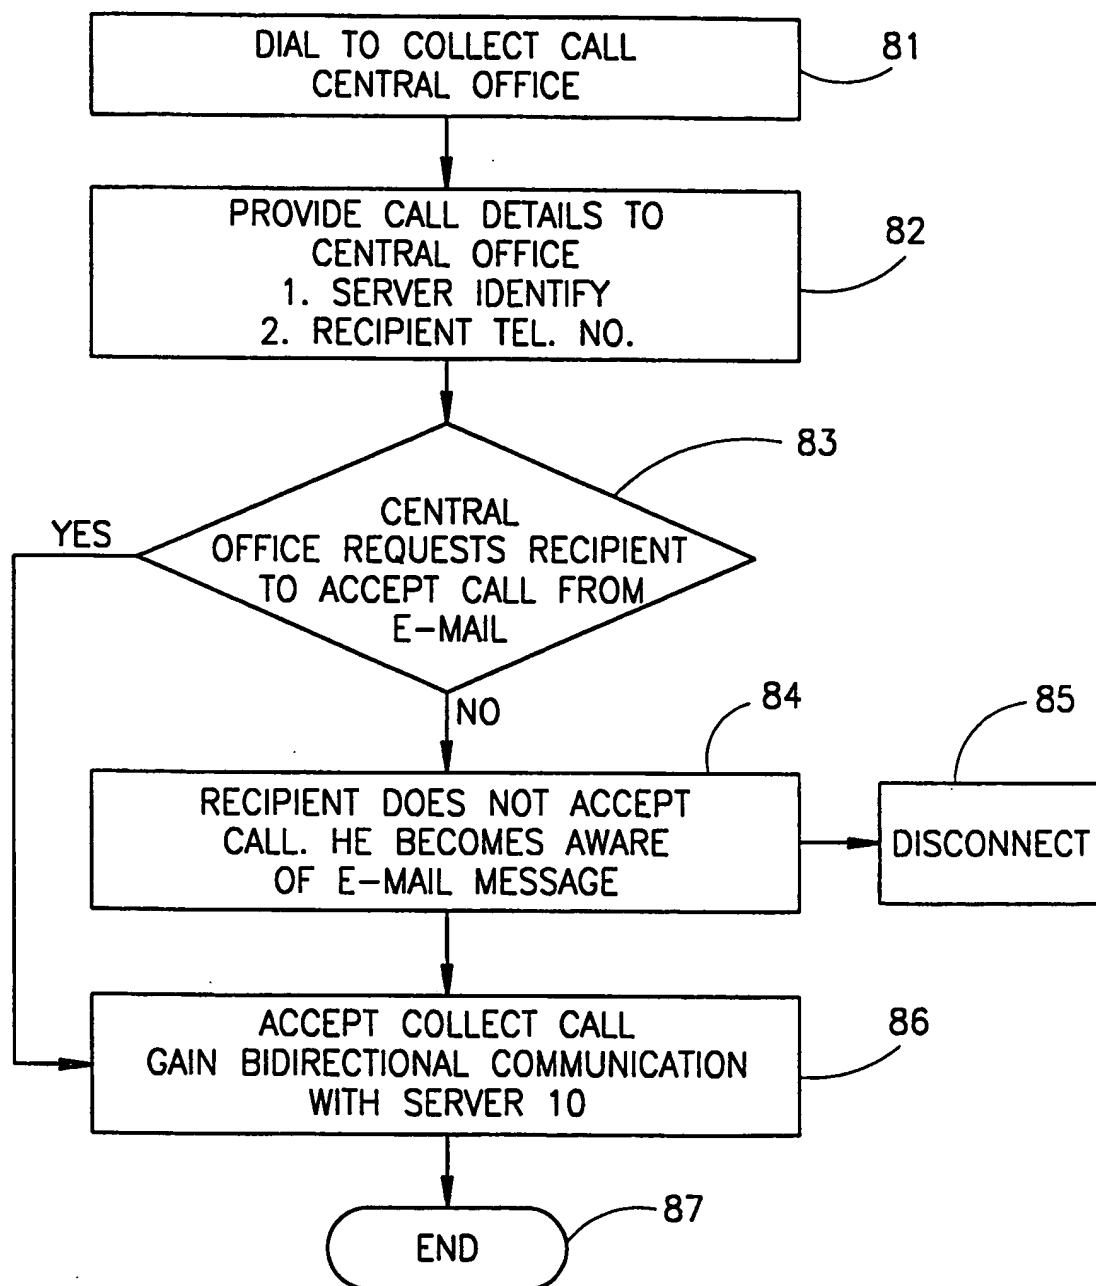 DIAL TO COLLECT CALL
CENTRAL OFFICE
81
PROVIDE CALL DETAILS TO
CENTRAL OFFICE
1. SERVER IDENTIFY
2. RECIPIENT TEL. NO.
82
83
YES
CENTRAL
OFFICE REQUESTS RECIPIENT
TO ACCEPT CALL FROM
E-MAIL
NO
84
85
RECIPIENT DOES NOT ACCEPT
CALL. HE BECOMES AWARE
OF E-MAIL MESSAGE
DISCONNECT
ACCEPT COLLECT CALL
GAIN BIDIRECTIONAL COMMUNICATION
WITH SERVER 10
86
END
87